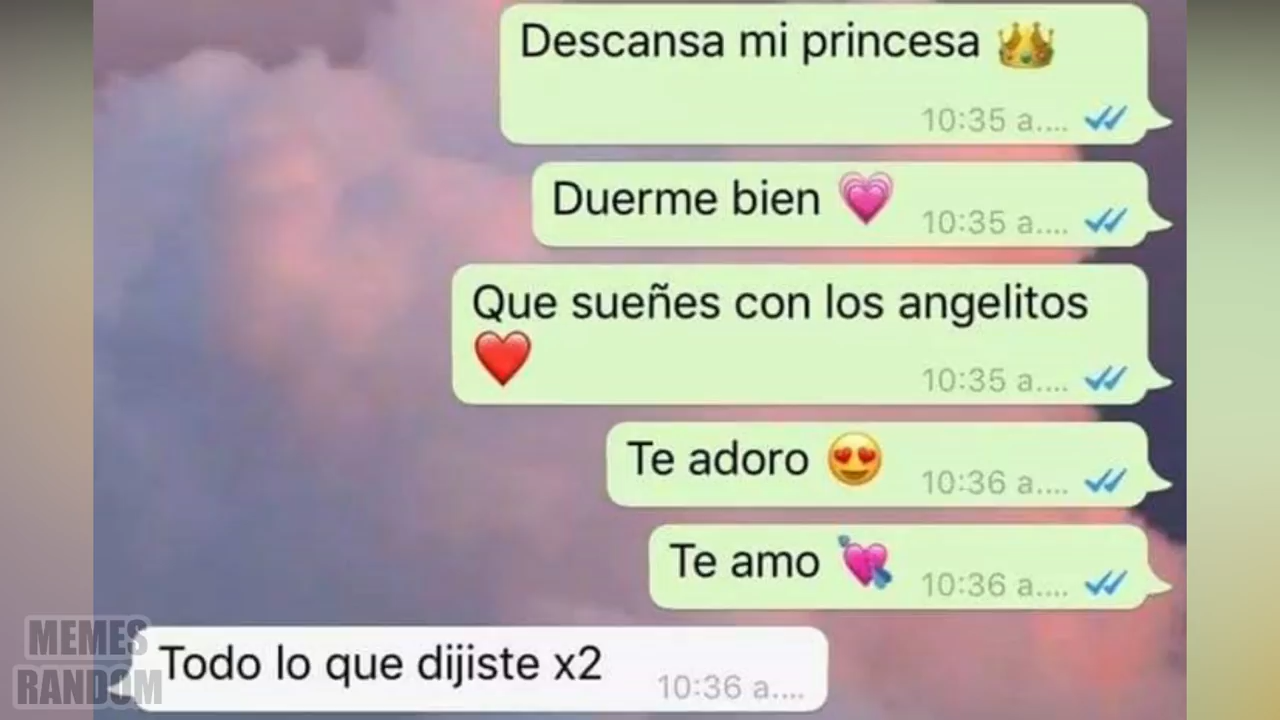 Descansa mi princesa 👑
10:35 a....
Duerme bien 💗 10:35 a....
Que sueñes con los angelitos
❤️ 10:35 a....
Te adoro 😍 10:36 a....
Te amo 💘 10:36 a....
Todo lo que dijiste x2 10:36 a....
MEMES
RANDOM